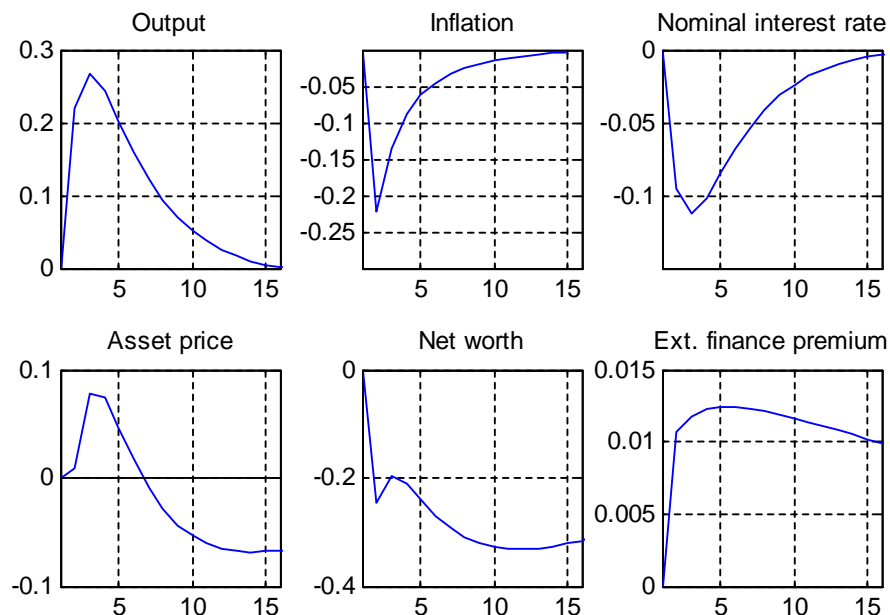 Output Inflation Nominal interest rate
0.3 0
0.2 -0.05
0.1 -0.1
0 -0.15
-0.2
-0.25
-0.05
-0.1
5 10 15 5 10 15 5 10 15
Asset price Net worth Ext. finance premium
0.1 0 0.015
0 -0.2 0.01
-0.1 -0.4 0.005
0
5 10 15 5 10 15 5 10 15